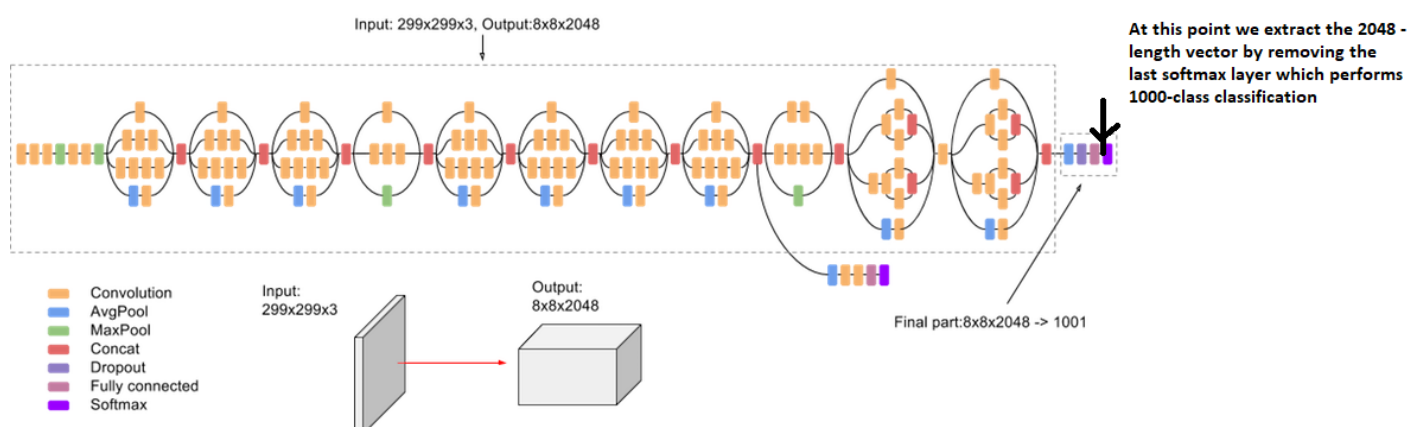 Input: 299x299x3, Output:8x8x2048
At this point we extract the 2048 -
length vector by removing the
last softmax layer which performs
1000-class classification
Convolution
AvgPool
MaxPool
Concat
Dropout
Fully connected
Softmax
Input:
299x299x3
Output:
8x8x2048
Final part:8x8x2048 -> 1001